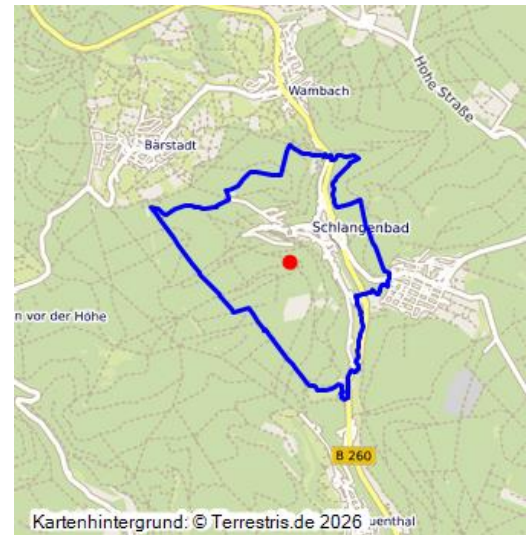 Hohe Straße
Wambach
Bärstadt
Schlangenbad
n vor der Höhe
B 260
uenthal
Kartenhintergrund: © Terrestris.de 2026